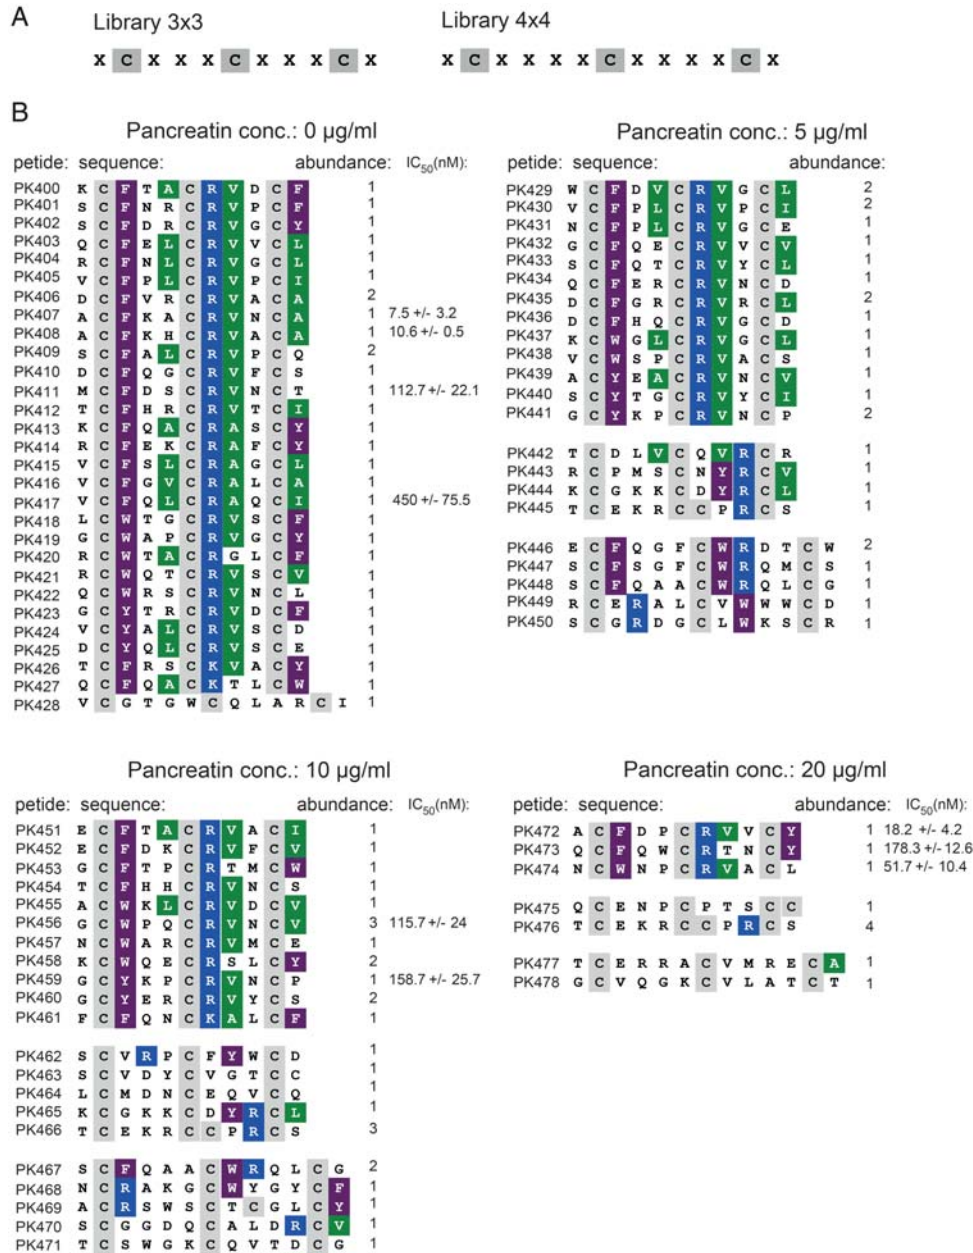 A
Library 3x3
X C X X X C X X X C X
Library 4x4
X C X X X X C X X X X C X
B
Pancreatin conc.: 0 µg/ml
petide: sequence: abundance: IC50(nM):
PK400 K C F T A C R V D C F 1
PK401 S C F N R C R V P C F 1
PK402 S C F D R C R V G C Y 1
PK403 Q C F E L C R V V C L 1
PK404 R C F N L C R V G C L 1
PK405 V C F P L C R V P C I 1
PK406 D C F V R C R V A C A 2
PK407 A C F K A C R V N C A 1 7.5 +/- 3.2
PK408 A C F K H C R V A C A 1 10.6 +/- 0.5
PK409 S C F A L C R V P C Q 2
PK410 D C F Q G C R V F C S 1
PK411 M C F D S C R V N C T 1 112.7 +/- 22.1
PK412 T C F H R C R V T C I 1
PK413 K C F Q A C R A S C Y 1
PK414 R C F E K C R A F C Y 1
PK415 V C F S L C R A G C L 1
PK416 V C F G V C R A L C A 1
PK417 V C F Q L C R A Q C I 1 450 +/- 75.5
PK418 L C W T G C R V S C F 1
PK419 G C W A P C R V G C Y 1
PK420 R C W T A C R G L C F 1
PK421 R C W Q T C R V S C V 1
PK422 Q C W R S C R V N C L 1
PK423 G C Y T R C R V D C F 1
PK424 V C Y A L C R V S C D 1
PK425 D C Y Q L C R V S C E 1
PK426 T C F R S C K V A C Y 1
PK427 Q C F Q A C K T L C W 1
PK428 V C G T G W C Q L A R C I 1
Pancreatin conc.: 5 µg/ml
petide: sequence: abundance:
PK429 W C F D V C R V G C L 2
PK430 V C F P L C R V P C I 2
PK431 N C F P L C R V G C E 1
PK432 G C F Q E C R V V C V 1
PK433 S C F Q T C R V Y C L 1
PK434 Q C F E R C R V N C D 1
PK435 D C F G R C R V R C L 2
PK436 D C F H Q C R V G C D 1
PK437 K C W G L C R V G C L 1
PK438 V C W S P C R V A C S 1
PK439 A C Y E A C R V N C V 1
PK440 S C Y T G C R V Y C I 1
PK441 G C Y K P C R V N C P 2
PK442 T C D L V C Q V R C R 1
PK443 R C P M S C N Y R C V 1
PK444 K C G K K C D Y R C L 1
PK445 T C E K R C C P R C S 1
PK446 E C F Q G F C W R D T C W 2
PK447 S C F S G F C W R Q M C S 1
PK448 S C F Q A A C W R Q L C G 1
PK449 R C E R A L C V W W W C D 1
PK450 S C G R D G C L W K S C R 1
Pancreatin conc.: 10 µg/ml
petide: sequence: abundance: IC50(nM):
PK451 E C F T A C R V A C I 1
PK452 E C F D K C R V F C V 1
PK453 G C F T P C R T M C W 1
PK454 T C F H H C R V N C S 1
PK455 A C W K L C R V D C V 1
PK456 G C W P Q C R V N C V 3 115.7 +/- 24
PK457 N C W A R C R V M C E 1
PK458 K C W Q E C R S L C Y 2
PK459 G C Y K P C R V N C P 1 158.7 +/- 25.7
PK460 G C Y E R C R V Y C S 2
PK461 F C F Q N C K A L C F 1
PK462 S C V R P C F Y W C D 1
PK463 S C V D Y C V G T C C 1
PK464 L C M D N C E Q V C Q 1
PK465 K C G K K C D Y R C L 1
PK466 T C E K R C C P R C S 3
PK467 S C F Q A A C W R Q L C G 2
PK468 N C R A K G C W Y G Y C F 1
PK469 A C R S W S C T C G L C Y 1
PK470 S C G G D Q C A L D R C V 1
PK471 T C S W G K C Q V T D C G 1
Pancreatin conc.: 20 µg/ml
petide: sequence: abundance: IC50(nM):
PK472 A C F D P C R V V C Y 1 18.2 +/- 4.2
PK473 Q C F Q W C R T N C Y 1 178.3 +/- 12.6
PK474 N C W N P C R V A C L 1 51.7 +/- 10.4
PK475 Q C E N P C P T S C C 1
PK476 T C E K R C C P R C S 4
PK477 T C E R R A C V M R E C A 1
PK478 G C V Q G K C V L A T C T 1